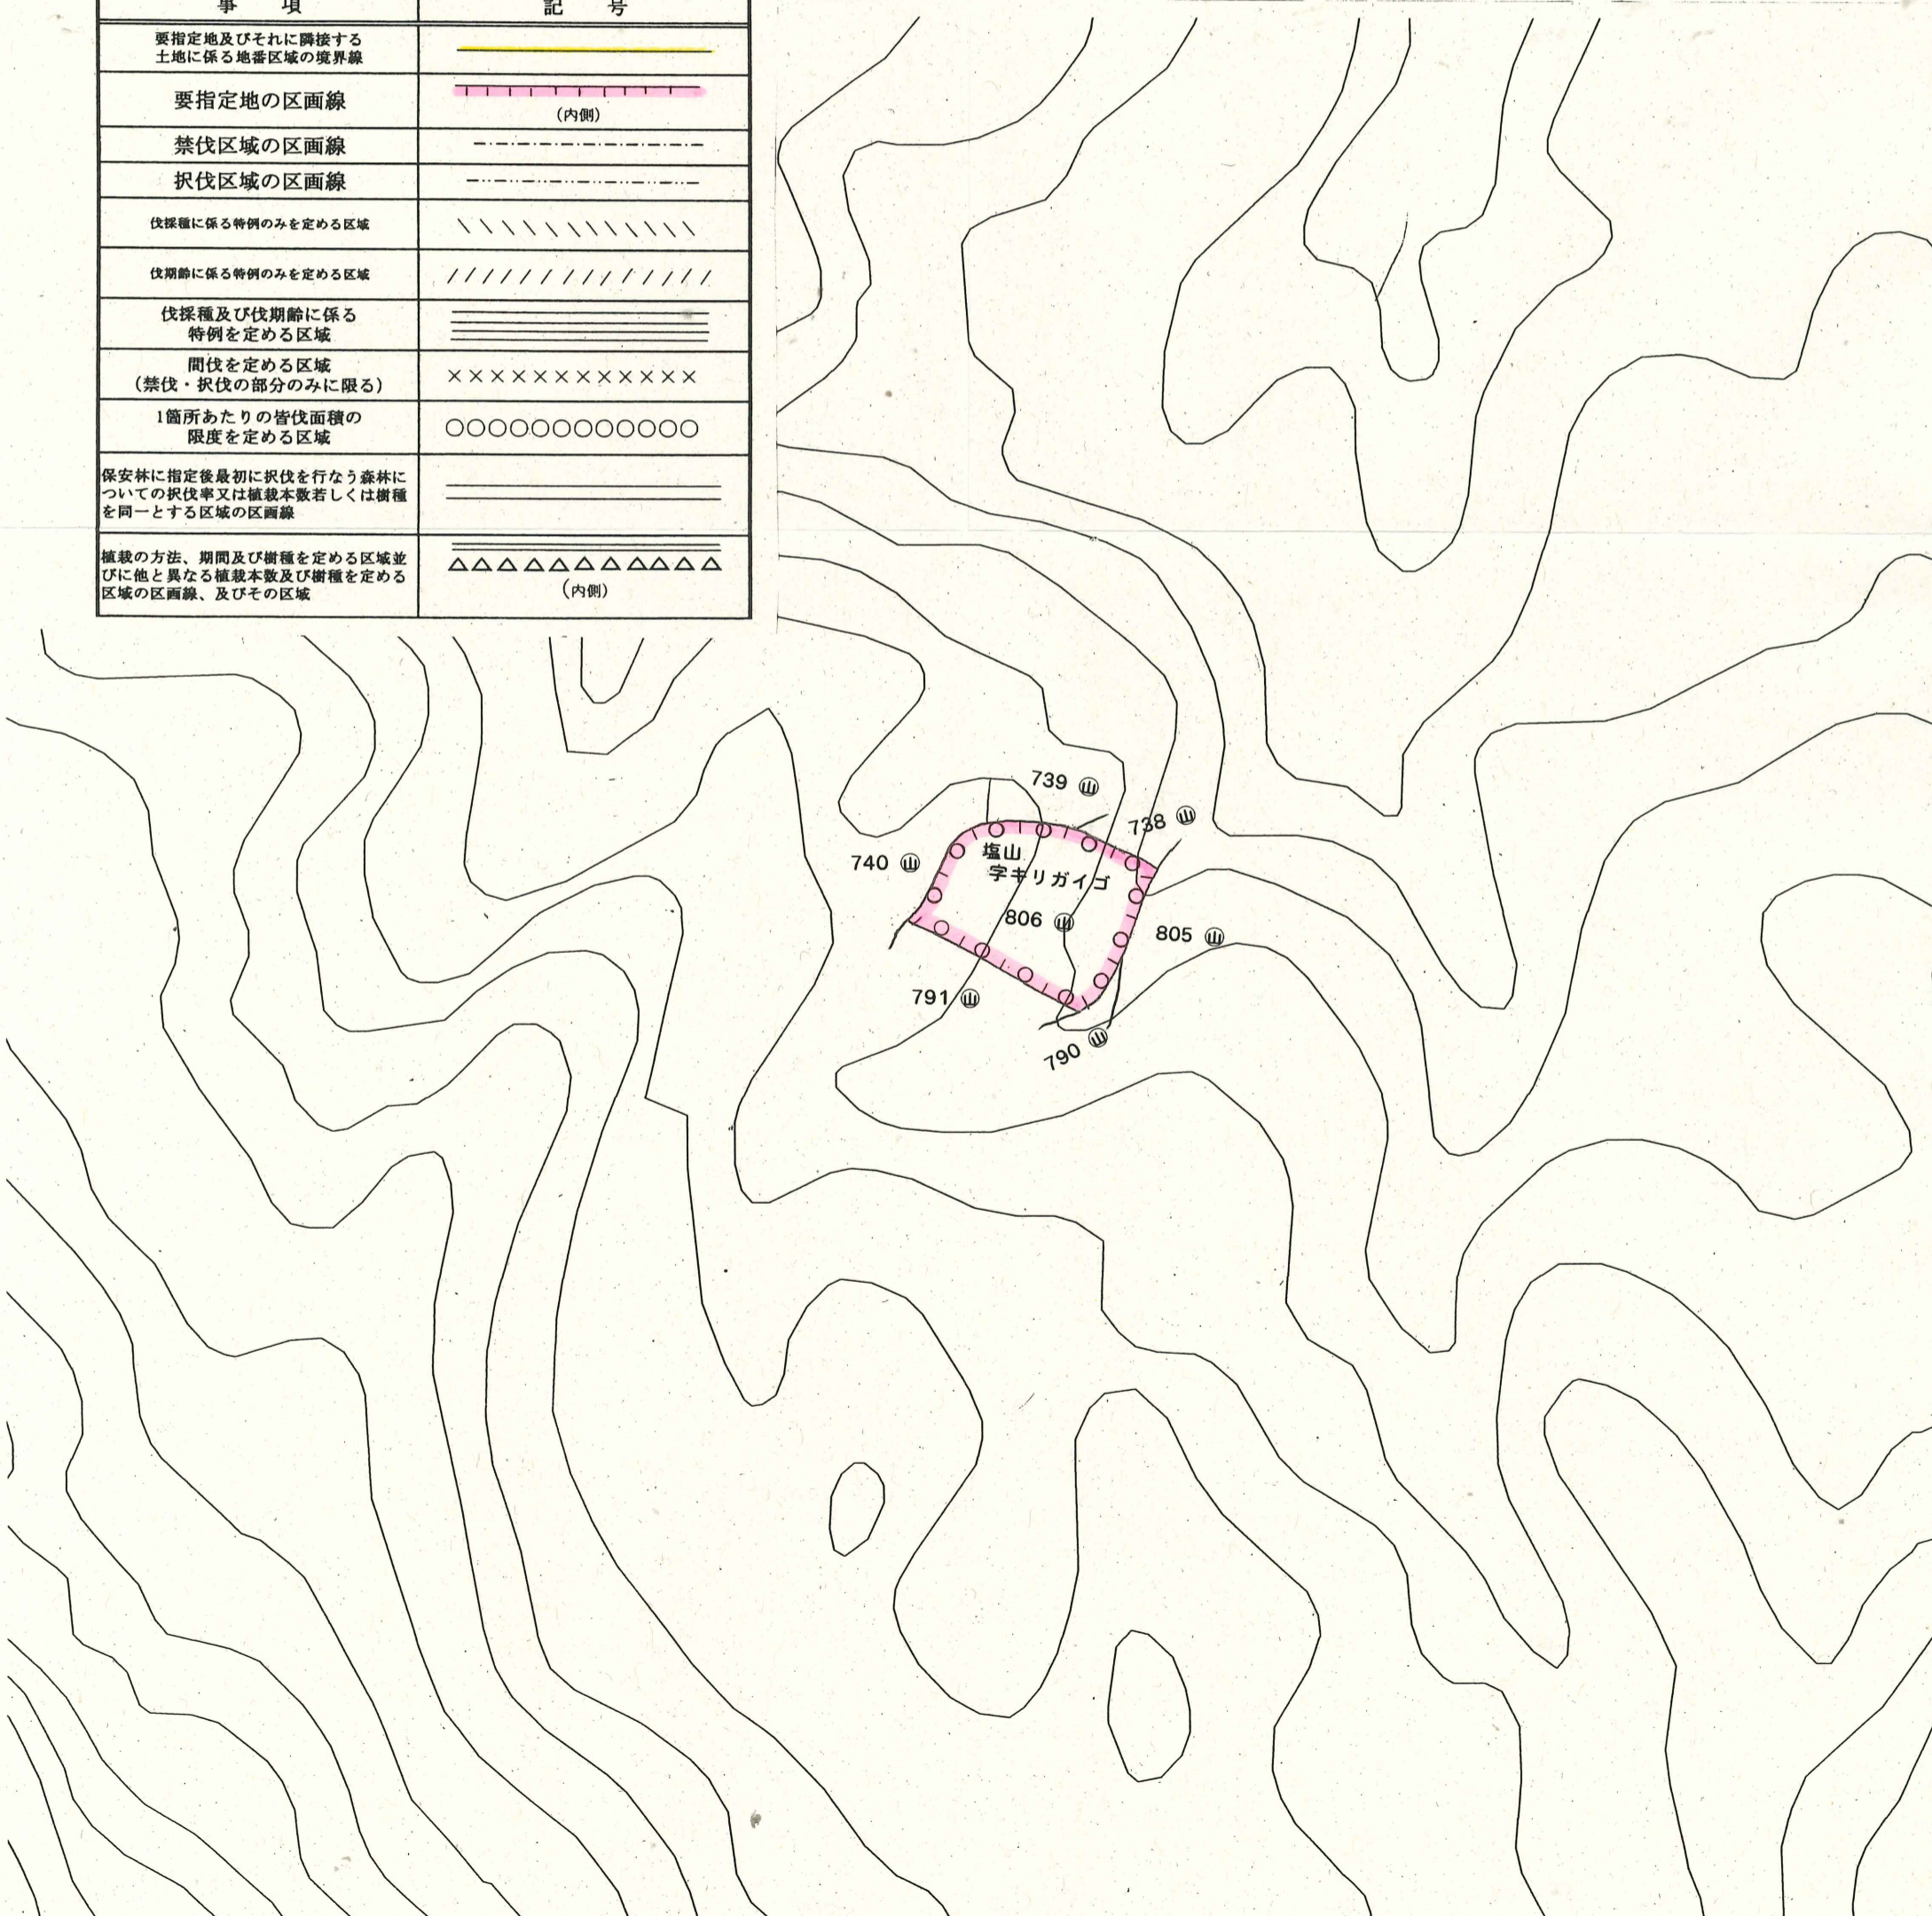 事 項
記 号
要指定地及びそれに隣接する
土地に係る地番区域の境界線
要指定地の区画線
(内側)
禁伐区域の区画線
択伐区域の区画線
伐採種に係る特例のみを定める区域
伐期齢に係る特例のみを定める区域
伐採種及び伐期齢に係る
特例を定める区域
間伐を定める区域
(禁伐・択伐の部分のみに限る)
1箇所あたりの皆伐面積の
限度を定める区域
保安林に指定後最初に択伐を行なう森林に
ついての択伐率又は植栽本数若しくは樹種
を同一とする区域の区画線
植栽の方法、期間及び樹種を定める区域並
びに他と異なる植栽本数及び樹種を定める
区域の区画線、及びその区域
(内側)
739 ㊤山
738 山
740 山
塩山
字キリガイゴ
806 山
805 山
791 山
790 山